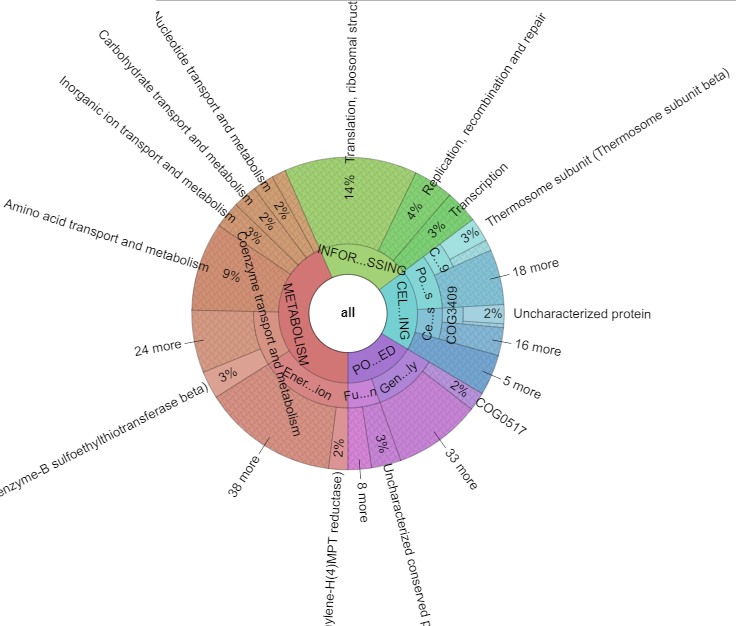 Nucleotide transport and metabolism
Carbohydrate transport and metabolism
Inorganic ion transport and metabolism
Amino acid transport and metabolism
Coenzyme transport and metabolism
Translation, ribosomal struct
Replication, recombination and repair
Transcription
Thermosome subunit (Thermosome subunit beta)
14%
4%
3%
3%
2%
2%
3%
9%
INFOR...SSING
CEL...ING
METABOLISM
PO...ED
all
C...g
Po...s
Ce...s
COG3409
18 more
2%
Uncharacterized protein
16 more
5 more
COG0517
2%
Gen...ly
Fu...n
Ener...ion
33 more
3%
Uncharacterized conserved p
8 more
2%
ylene-H(4)MPT reductase)
38 more
3%
enzyme-B sulfoethylthiotransferase beta)
24 more